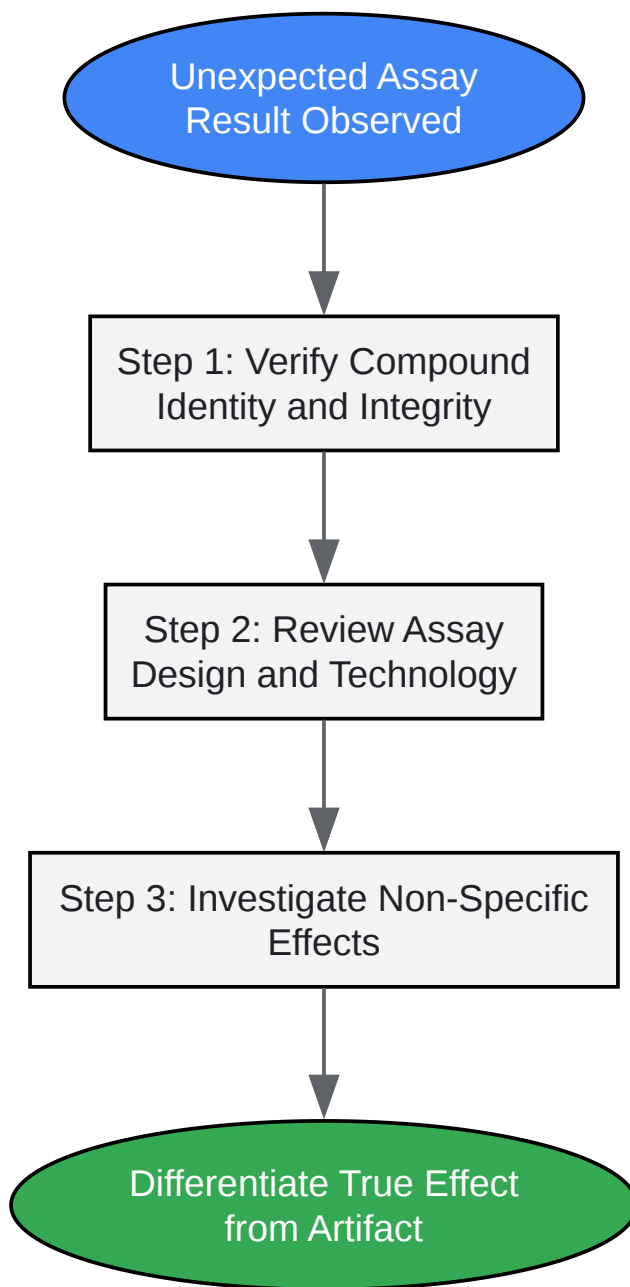 Unexpected Assay
Result Observed
Step 1: Verify Compound
Identity and Integrity
Step 2: Review Assay
Design and Technology
Step 3: Investigate Non-Specific
Effects
Differentiate True Effect
from Artifact